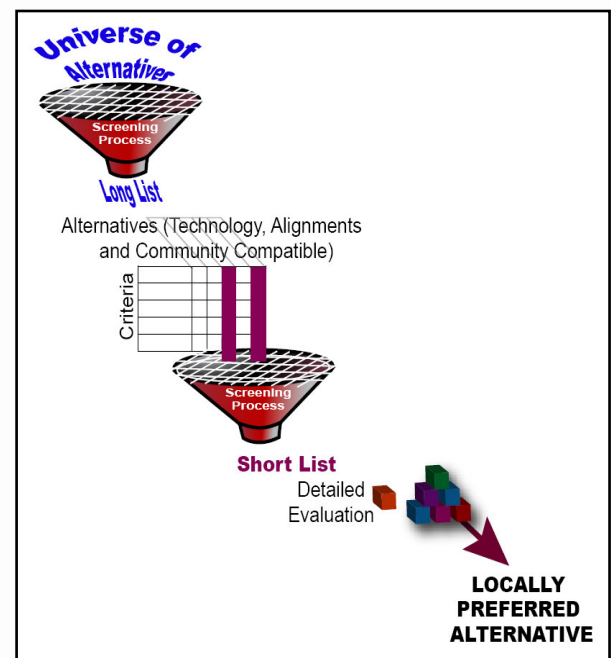 Universe of
Alternatives
Screening
Process
Long List
Alternatives (Technology, Alignments
and Community Compatible)
Criteria
Screening
Process
Short List
Detailed
Evaluation
LOCALLY
PREFERRED
ALTERNATIVE